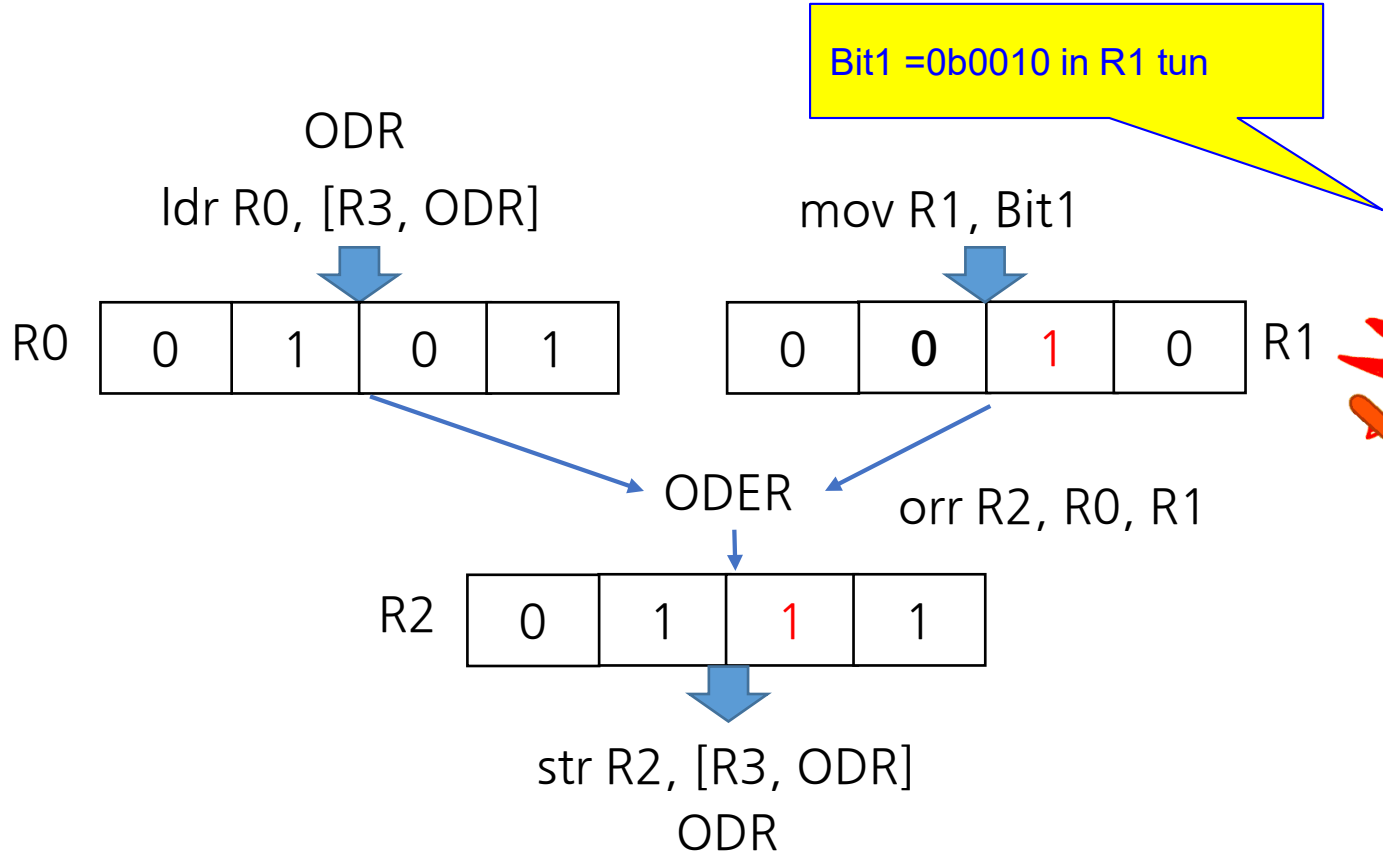 Bit1 =0b0010 in R1 tun
ODR
ldr R0, [R3, ODR]
mov R1, Bit1
R0 0 1 0 1
0 0 1 0 R1
ODER
orr R2, R0, R1
R2 0 1 1 1
str R2, [R3, ODR]
ODR